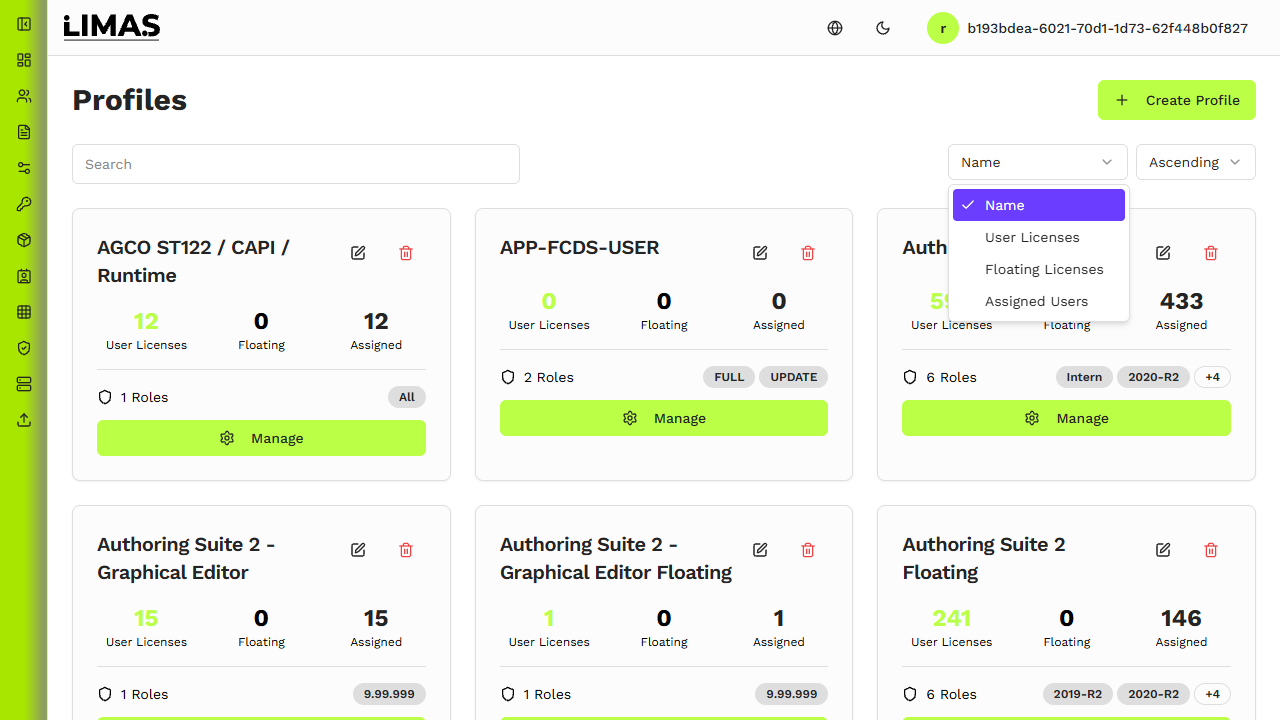 LIMAS
r b193bdea-6021-70d1-1d73-62f448b0f827
Profiles
Create Profile
Search
Name
Ascending
Name
User Licenses
Floating Licenses
Assigned Users
AGCO ST122 / CAPI /
Runtime
12 0 12
User Licenses Floating Assigned
1 Roles All
Manage
APP-FCDS-USER
0 0 0
User Licenses Floating Assigned
2 Roles FULL UPDATE
Manage
433
User Licenses Floating Assigned
6 Roles Intern 2020-R2 +4
Manage
Authoring Suite 2 -
Graphical Editor
15 0 15
User Licenses Floating Assigned
1 Roles 9.99.999
Authoring Suite 2 -
Graphical Editor Floating
1 0 1
User Licenses Floating Assigned
1 Roles 9.99.999
Authoring Suite 2
Floating
241 0 146
User Licenses Floating Assigned
6 Roles 2019-R2 2020-R2 +4